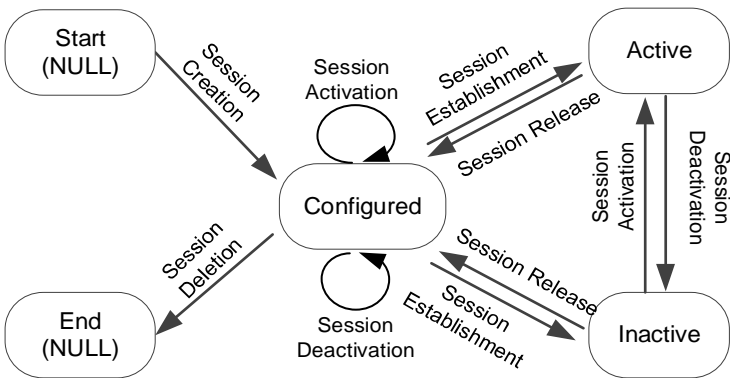 Start
(NULL)
Session
Creation
Session
Activation
Session
Establishment
Session Release
Active
Session
Activation
Session
Deactivation
Configured
Session
Deletion
Session
Deactivation
Session Release
Session
Establishment
End
(NULL)
Inactive